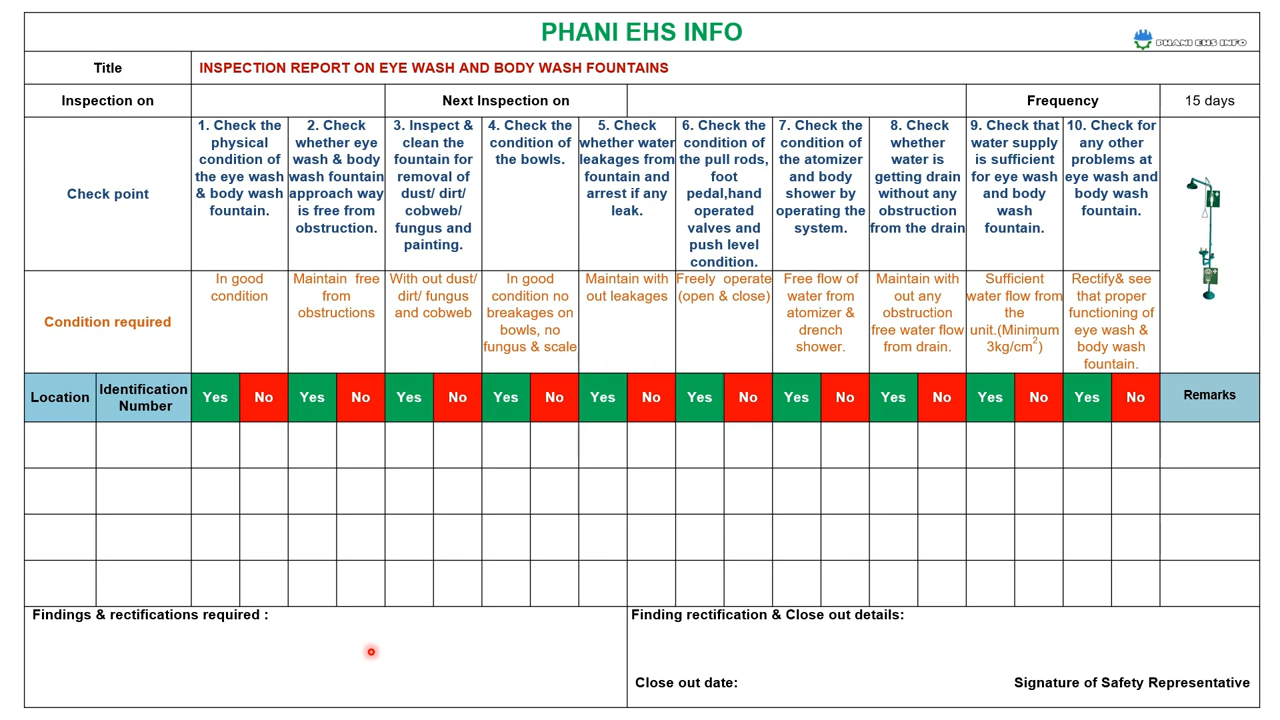 PHANI EHS INFO
PHANI EHS INFO
Title
INSPECTION REPORT ON EYE WASH AND BODY WASH FOUNTAINS
Inspection on
Next Inspection on
Frequency
15 days
Check point
1. Check the
physical
condition of
the eye wash
& body wash
fountain.
2. Check
whether eye
wash & body
wash fountain
approach way
is free from
obstruction.
3. Inspect &
clean the
fountain for
removal of
dust/ dirt/
cobweb/
fungus and
painting.
4. Check the
condition of
the bowls.
5. Check
whether water
leakages from
fountain and
arrest if any
leak.
6. Check the
condition of
the pull rods,
foot
pedal,hand
operated
valves and
push level
condition.
7. Check the
condition of
the atomizer
and body
shower by
operating the
system.
8. Check
whether
water is
getting drain
without any
obstruction
from the drain
9. Check that
water supply
is sufficient
for eye wash
and body
wash
fountain.
10. Check for
any other
problems at
eye wash and
body wash
fountain.
Condition required
In good
condition
Maintain free
from
obstructions
With out dust/
dirt/ fungus
and cobweb
In good
condition no
breakages on
bowls, no
fungus & scale
Maintain with
out leakages
Freely operate
(open & close)
Free flow of
water from
atomizer &
drench
shower.
Maintain with
out any
obstruction
free water flow
from drain.
Sufficient
water flow from
the
unit.(Minimum
3kg/cm²)
Rectify& see
that proper
functioning of
eye wash &
body wash
fountain.
Location
Identification
Number
Yes No Yes No Yes No Yes No Yes No Yes No Yes No Yes No Yes No Yes No
Remarks
Findings & rectifications required :
Finding rectification & Close out details:
Close out date:
Signature of Safety Representative